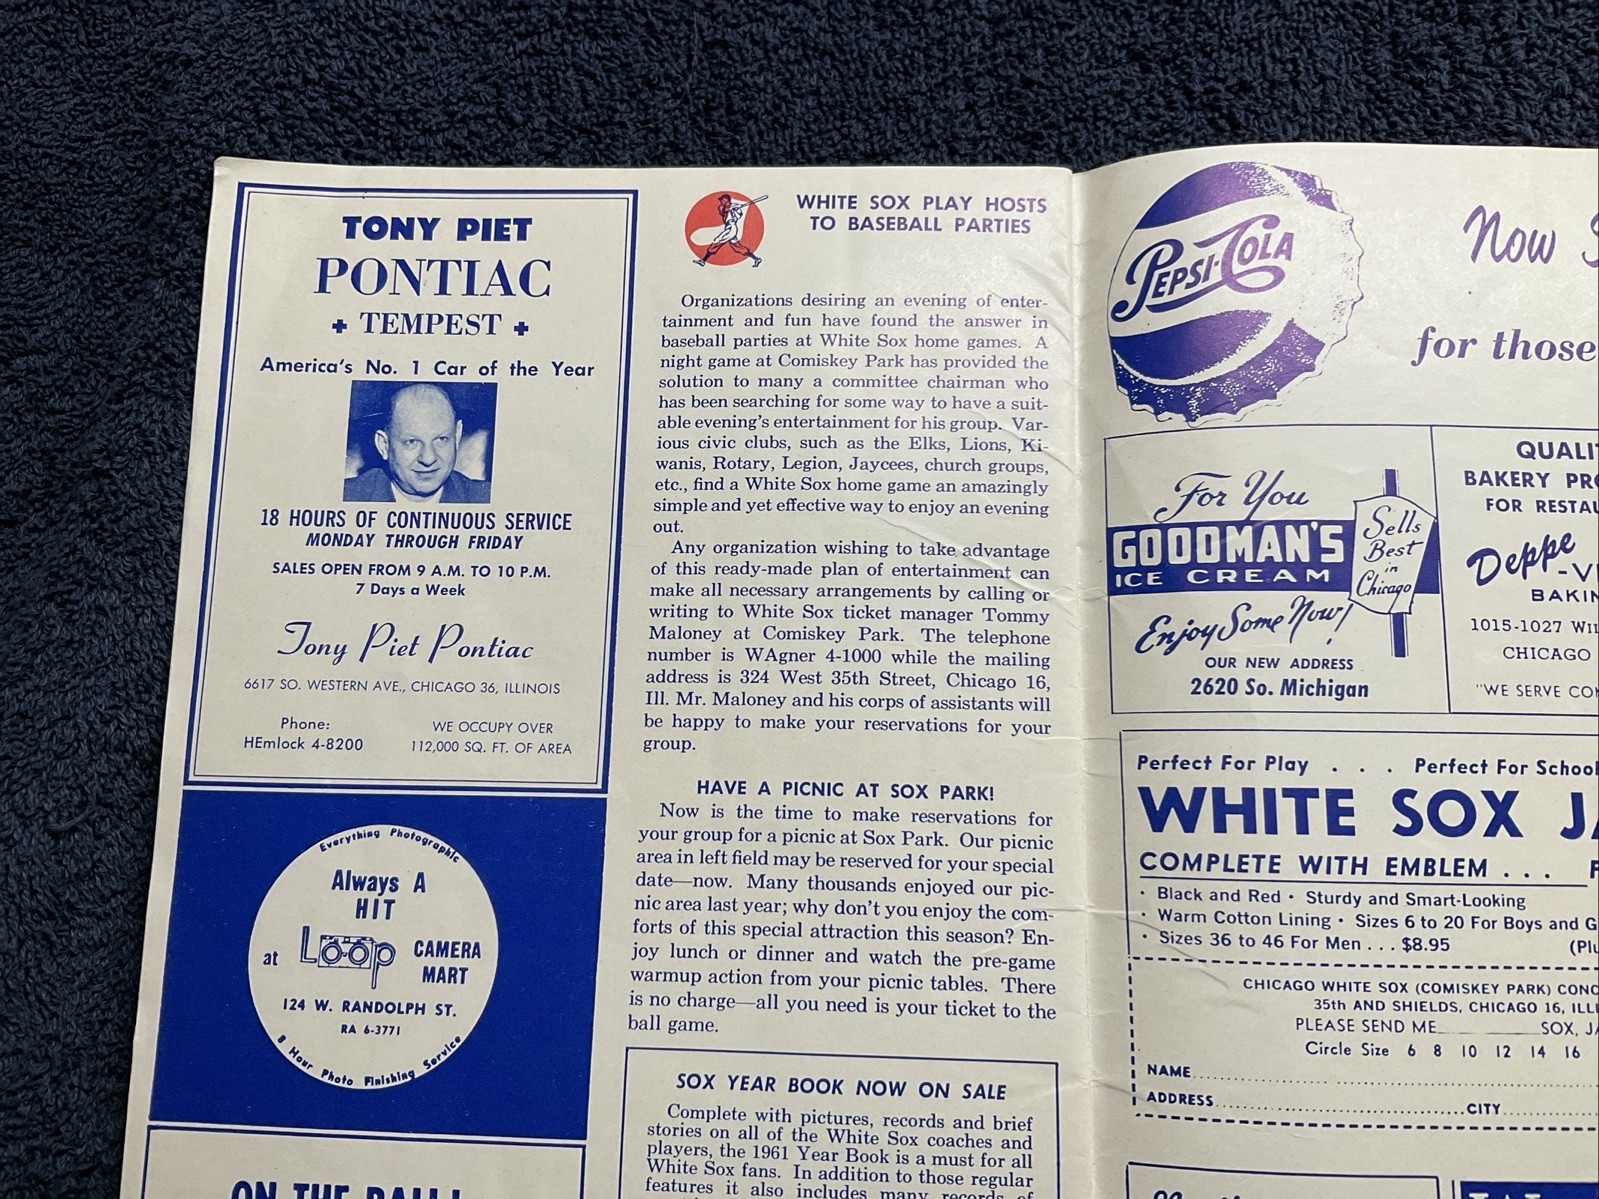 TONY PIET
PONTIAC
TEMPEST
America's No. 1 Car of the Year
18 HOURS OF CONTINUOUS SERVICE
MONDAY THROUGH FRIDAY
SALES OPEN FROM 9 A.M. TO 10 P.M.
7 Days a Week
Tony Piet Pontiac
6617 SO. WESTERN AVE., CHICAGO 36, ILLINOIS
Phone:
HEmlock 4-8200
WE OCCUPY OVER
112,000 SQ. FT. OF AREA
Everything Photographic
Always A
HIT
at Loop CAMERA
MART
124 W. RANDOLPH ST.
RA 6-3771
8 Hour Photo Finishing Service
ON THE BALL!
WHITE SOX PLAY HOSTS
TO BASEBALL PARTIES
Organizations desiring an evening of enter-
tainment and fun have found the answer in
baseball parties at White Sox home games. A
night game at Comiskey Park has provided the
solution to many a committee chairman who
has been searching for some way to have a suit-
able evening's entertainment for his group. Var-
ious civic clubs, such as the Elks, Lions, Ki-
wanis, Rotary, Legion, Jaycees, church groups,
etc., find a White Sox home game an amazingly
simple and yet effective way to enjoy an evening
out.
Any organization wishing to take advantage
of this ready-made plan of entertainment can
make all necessary arrangements by calling or
writing to White Sox ticket manager Tommy
Maloney at Comiskey Park. The telephone
number is WAgner 4-1000 while the mailing
address is 324 West 35th Street, Chicago 16,
Ill. Mr. Maloney and his corps of assistants will
be happy to make your reservations for your
group.
HAVE A PICNIC AT SOX PARK!
Now is the time to make reservations for
your group for a picnic at Sox Park. Our picnic
area in left field may be reserved for your special
date—now. Many thousands enjoyed our pic-
nic area last year; why don't you enjoy the com-
forts of this special attraction this season? En-
joy lunch or dinner and watch the pre-game
warmup action from your picnic tables. There
is no charge—all you need is your ticket to the
ball game.
SOX YEAR BOOK NOW ON SALE
Complete with pictures, records and brief
stories on all of the White Sox coaches and
players, the 1961 Year Book is a must for all
White Sox fans. In addition to those regular
features it also includes many records of
PEPSI-COLA
Now
for those
For You
GOODMAN'S
ICE CREAM
Sells
Best
in
Chicago
Enjoy Some Now!
OUR NEW ADDRESS
2620 So. Michigan
QUALI
BAKERY PR
FOR RESTAU
Deppe
-V
BAKIN
1015-1027 WIL
CHICAGO
"WE SERVE CO
Perfect For Play . . . Perfect For School
WHITE SOX JA
COMPLETE WITH EMBLEM . . .
• Black and Red • Sturdy and Smart-Looking
• Warm Cotton Lining • Sizes 6 to 20 For Boys and G
• Sizes 36 to 46 For Men . . . $8.95 (Plu
CHICAGO WHITE SOX (COMISKEY PARK) CONC
35th AND SHIELDS, CHICAGO 16, ILL
PLEASE SEND ME SOX, JA
Circle Size 6 8 10 12 14 16
NAME
ADDRESS CITY